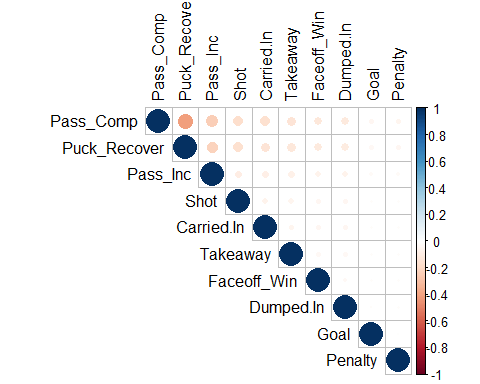 Pass_Comp
Puck_Recove
Pass_Inc
Shot
Carried.In
Takeaway
Faceoff_Win
Dumped.In
Goal
Penalty
Pass_Comp
Puck_Recover
Pass_Inc
Shot
Carried.In
Takeaway
Faceoff_Win
Dumped.In
Goal
Penalty
1
0.8
0.6
0.4
0.2
0
-0.2
-0.4
-0.6
-0.8
-1